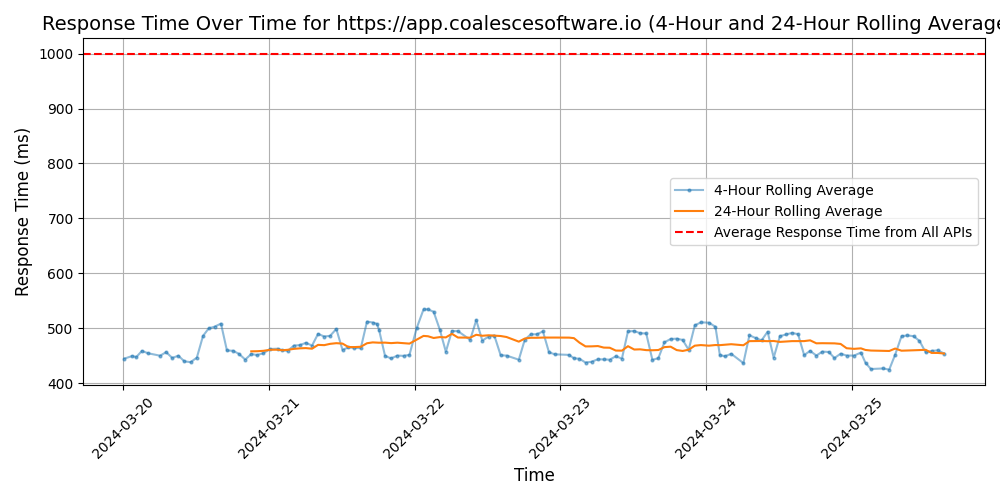 Response Time Over Time for https://app.coalescesoftware.io (4-Hour and 24-Hour Rolling Average
Response Time (ms)
1000
900
800
700
600
500
400
4-Hour Rolling Average
24-Hour Rolling Average
Average Response Time from All APIs
2024-03-20
2024-03-21
2024-03-22
2024-03-23
2024-03-24
2024-03-25
Time